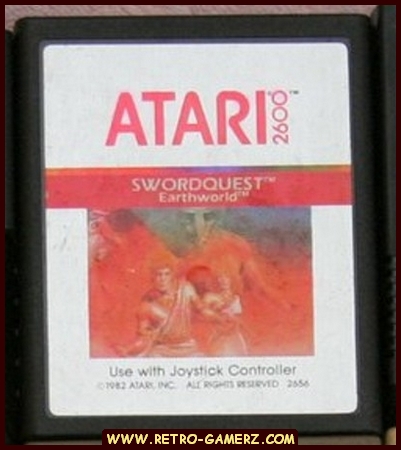 ATARI 2600™
SWORDQUEST™
Earthworld™
Use with Joystick Controller
©1982 ATARI, INC. ALL RIGHTS RESERVED 2656
WWW.RETRO-GAMERZ.COM